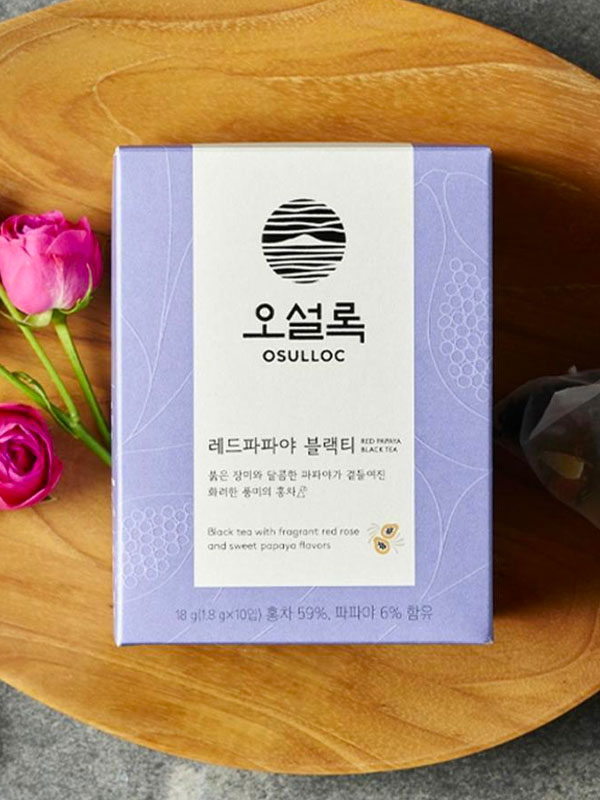 오설록
OSULLOC
레드파파야 블랙티 RED PAPAYA
BLACK TEA
붉은 장미와 달콤한 파파야가 곁들여진
화려한 풍미의 홍차
Black tea with fragrant red rose
and sweet papaya flavors
18 g(1.8 g×10입) 홍차 59%, 파파야 6% 함유